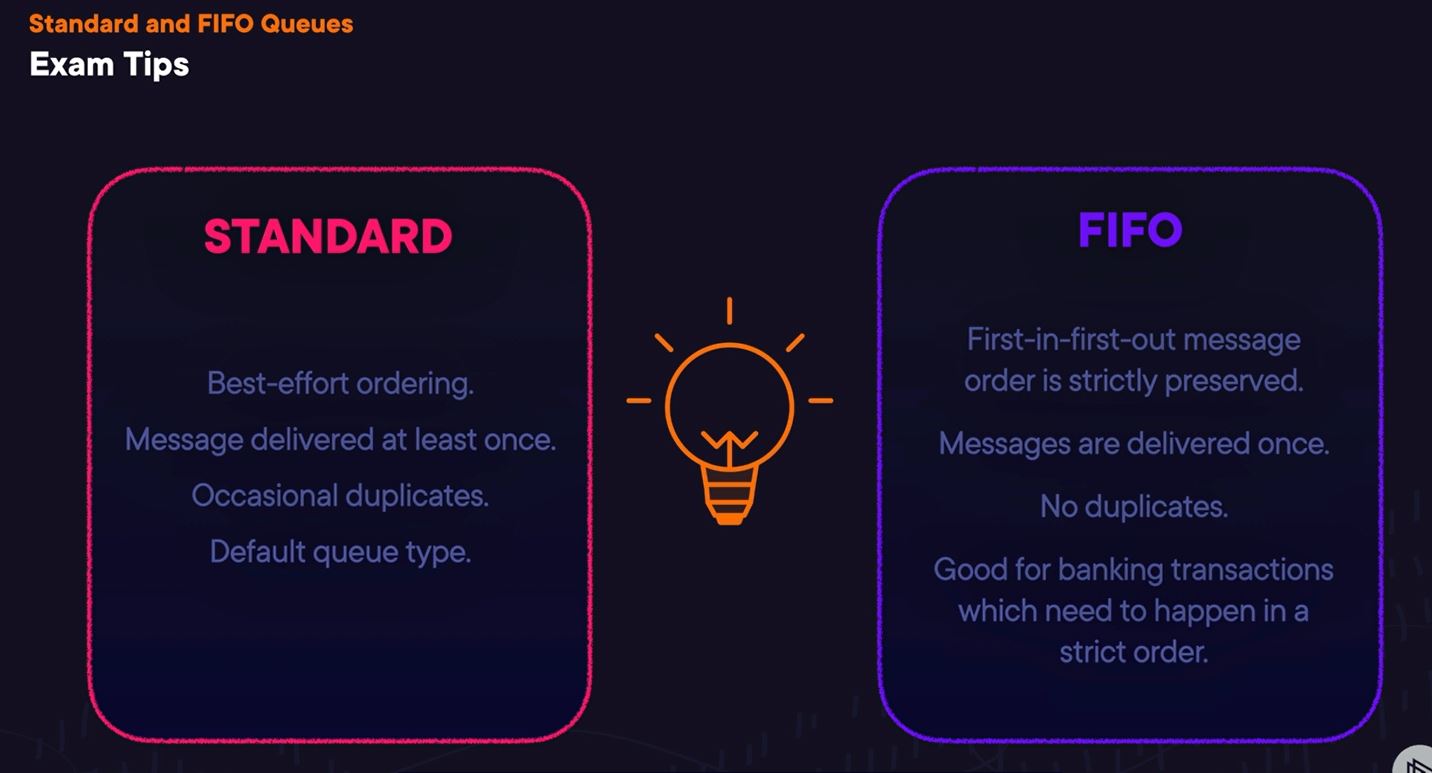 Standard and FIFO Queues
Exam Tips
STANDARD
Best-effort ordering.
Message delivered at least once.
Occasional duplicates.
Default queue type.
FIFO
First-in-first-out message
order is strictly preserved.
Messages are delivered once.
No duplicates.
Good for banking transactions
which need to happen in a
strict order.